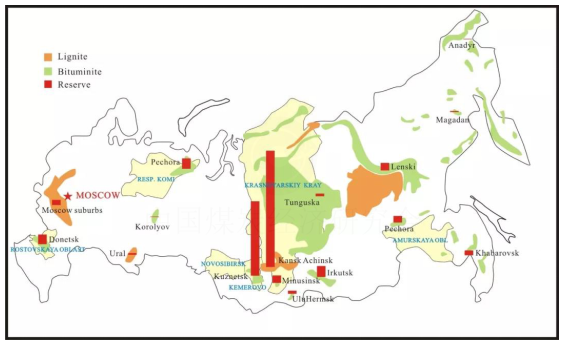 Anadyr
Lignite
Bituminite
Reserve
Magadan
Pechora
Lenski
RESP. KOMI
KRASNOYARSKIY KRAY
MOSCOW
Tunguska
Moscow suburbs
Korolyov
Pechora
Donetsk
AMURSKAYA OBL.
ROSTOVSKAYA OBLAST
Ural
Khabarovsk
Kansk Achinsk
NOVOSIBIRSK
Kuznetsk
Irkutsk
Minusinsk
KEMEROVO
UluHemsk